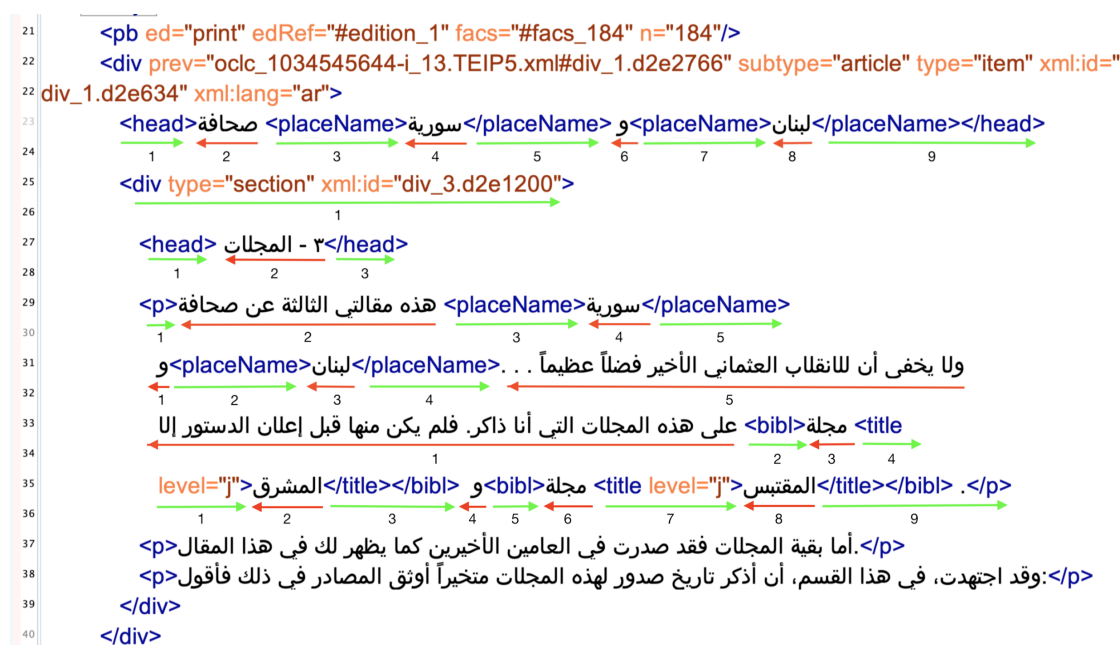 21 <pb ed="print" edRef="#edition_1" facs="#facs_184" n="184"/>
22 <div prev="oclc_1034545644-i_13.TEIP5.xml#div_1.d2e2766" subtype="article" type="item" xml:id="
22 div_1.d2e634" xml:lang="ar">
23 <head>صحافة <placeName>سورية</placeName> و<placeName>لبنان</placeName></head>
24 1 2 3 4 5 6 7 8 9
25 <div type="section" xml:id="div_3.d2e1200">
26 1
27 <head> ٣ - المجلات</head>
28 1 2 3
29 <p>هذه مقالتي الثالثة عن صحافة <placeName>سورية</placeName>
30 1 2 3 4 5
31 و<placeName>لبنان</placeName>. ولا يخفى أن للانقلاب العثماني الأخير فضلاً عظيماً . . .
32 1 2 3 4 5
33 على هذه المجلات التي أنا ذاكر. فلم يكن منها قبل إعلان الدستور إلا <bibl>مجلة <title
34 1 2 3 4
35 level="j">المشرق</title></bibl> و<bibl>مجلة <title level="j">المقتبس</title></bibl> .</p>
36 1 2 3 4 5 6 7 8 9
37 <p>أما بقية المجلات فقد صدرت في العامين الأخيرين كما يظهر لك في هذا المقال.</p>
38 <p>وقد اجتهدت، في هذا القسم، أن أذكر تاريخ صدور لهذه المجلات متخيراً أوثق المصادر في ذلك فأقول:</p>
39 </div>
40 </div>